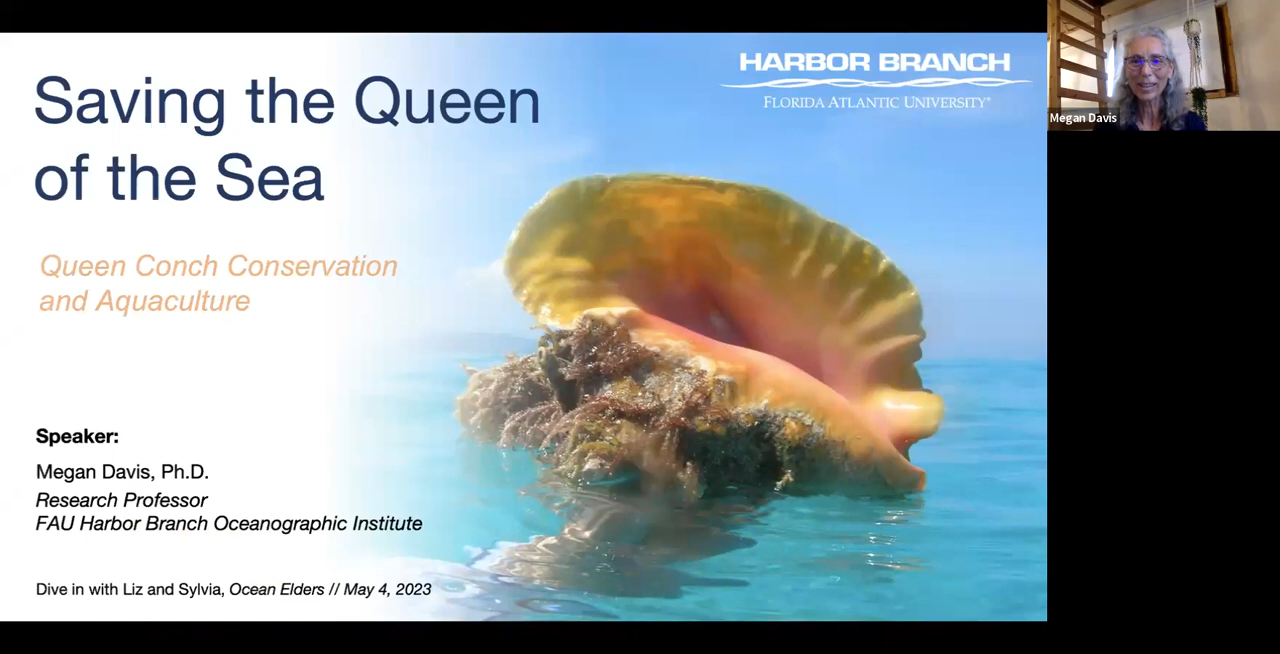 Saving the Queen
of the Sea
HARBOR BRANCH
FLORIDA ATLANTIC UNIVERSITY®
Queen Conch Conservation
and Aquaculture
Speaker:
Megan Davis, Ph.D.
Research Professor
FAU Harbor Branch Oceanographic Institute
Dive in with Liz and Sylvia, Ocean Elders // May 4, 2023
Megan Davis